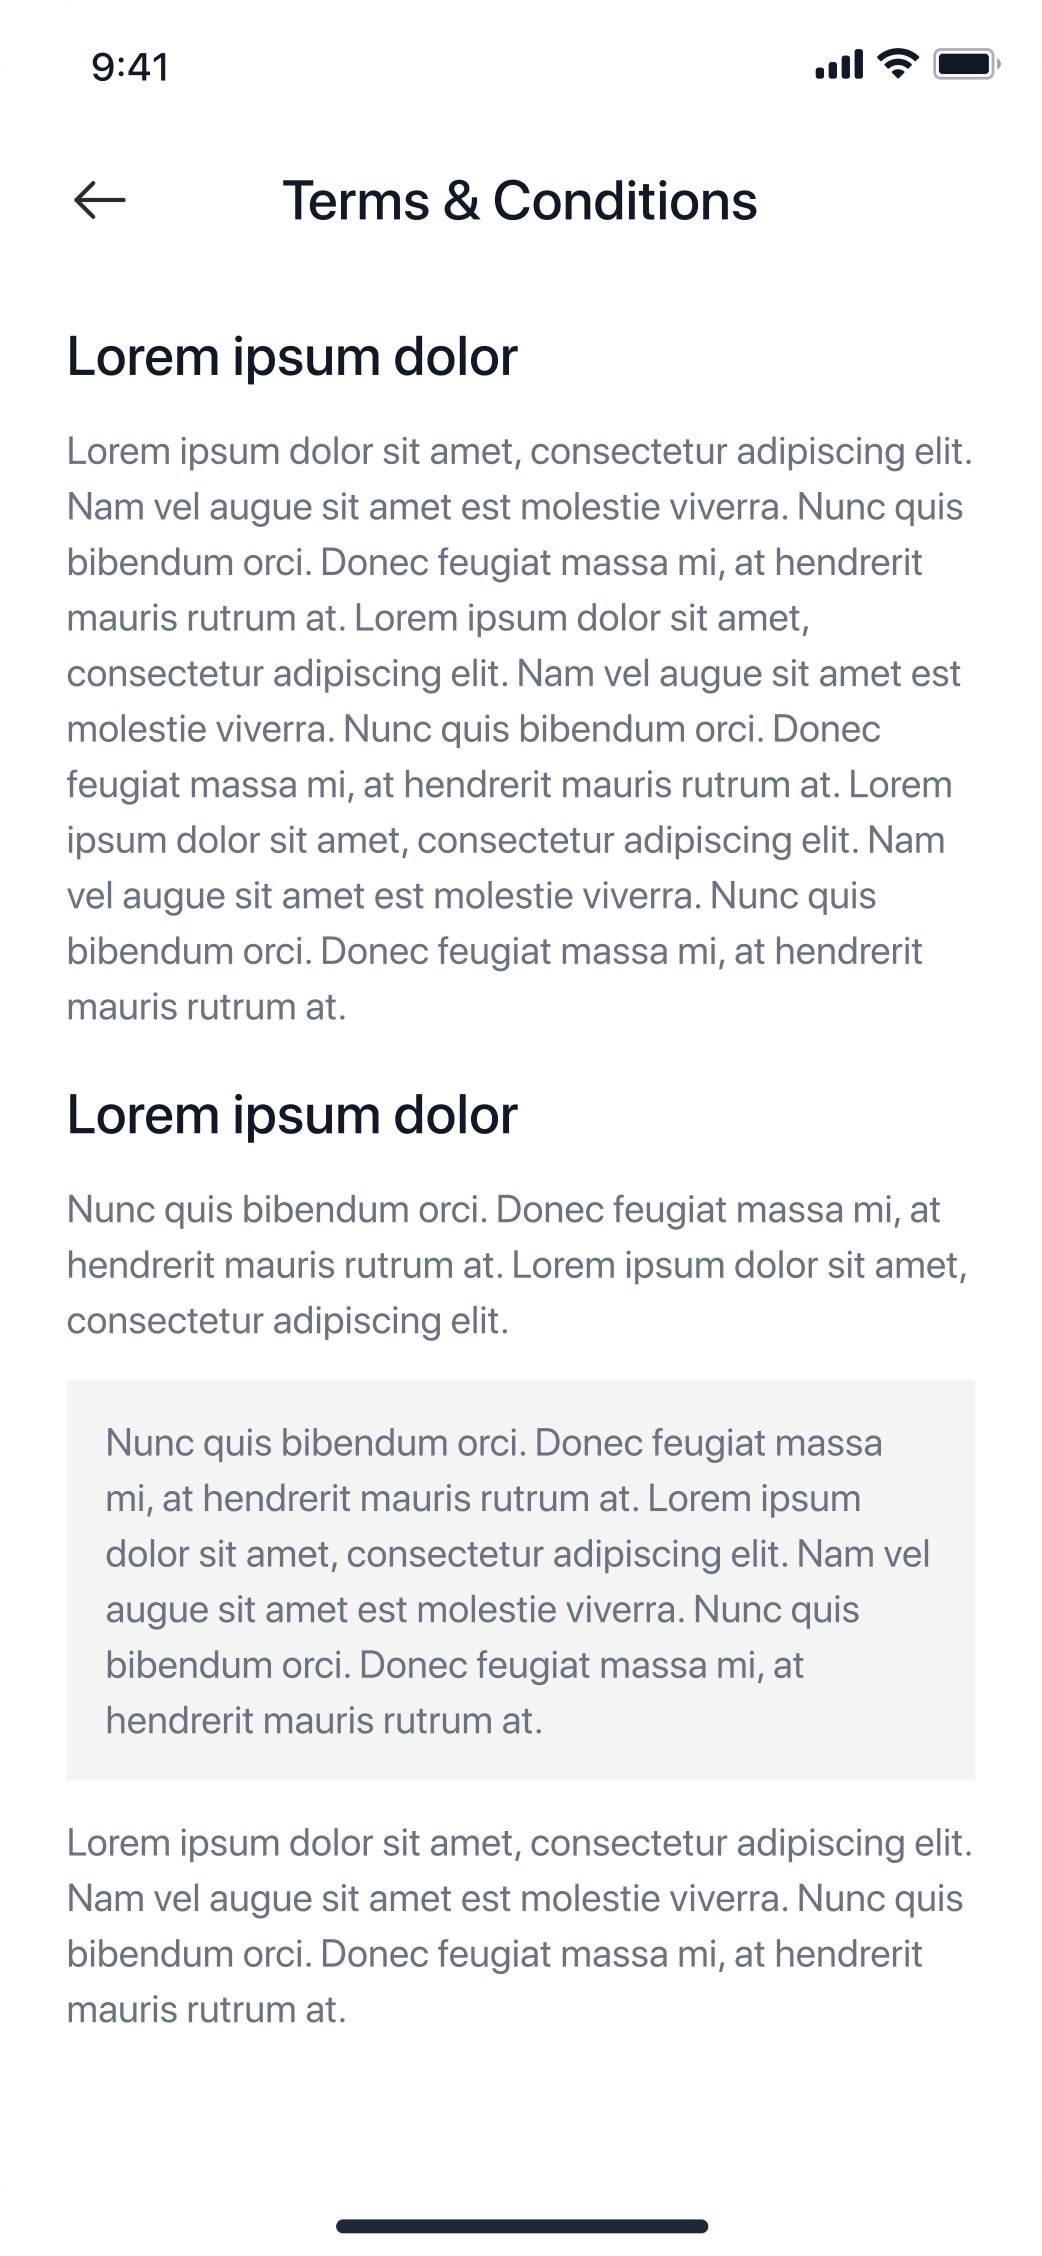 9:41
Terms & Conditions
Lorem ipsum dolor
Lorem ipsum dolor sit amet, consectetur adipiscing elit.
Nam vel augue sit amet est molestie viverra. Nunc quis
bibendum orci. Donec feugiat massa mi, at hendrerit
mauris rutrum at. Lorem ipsum dolor sit amet,
consectetur adipiscing elit. Nam vel augue sit amet est
molestie viverra. Nunc quis bibendum orci. Donec
feugiat massa mi, at hendrerit mauris rutrum at. Lorem
ipsum dolor sit amet, consectetur adipiscing elit. Nam
vel augue sit amet est molestie viverra. Nunc quis
bibendum orci. Donec feugiat massa mi, at hendrerit
mauris rutrum at.
Lorem ipsum dolor
Nunc quis bibendum orci. Donec feugiat massa mi, at
hendrerit mauris rutrum at. Lorem ipsum dolor sit amet,
consectetur adipiscing elit.
Nunc quis bibendum orci. Donec feugiat massa
mi, at hendrerit mauris rutrum at. Lorem ipsum
dolor sit amet, consectetur adipiscing elit. Nam vel
augue sit amet est molestie viverra. Nunc quis
bibendum orci. Donec feugiat massa mi, at
hendrerit mauris rutrum at.
Lorem ipsum dolor sit amet, consectetur adipiscing elit.
Nam vel augue sit amet est molestie viverra. Nunc quis
bibendum orci. Donec feugiat massa mi, at hendrerit
mauris rutrum at.